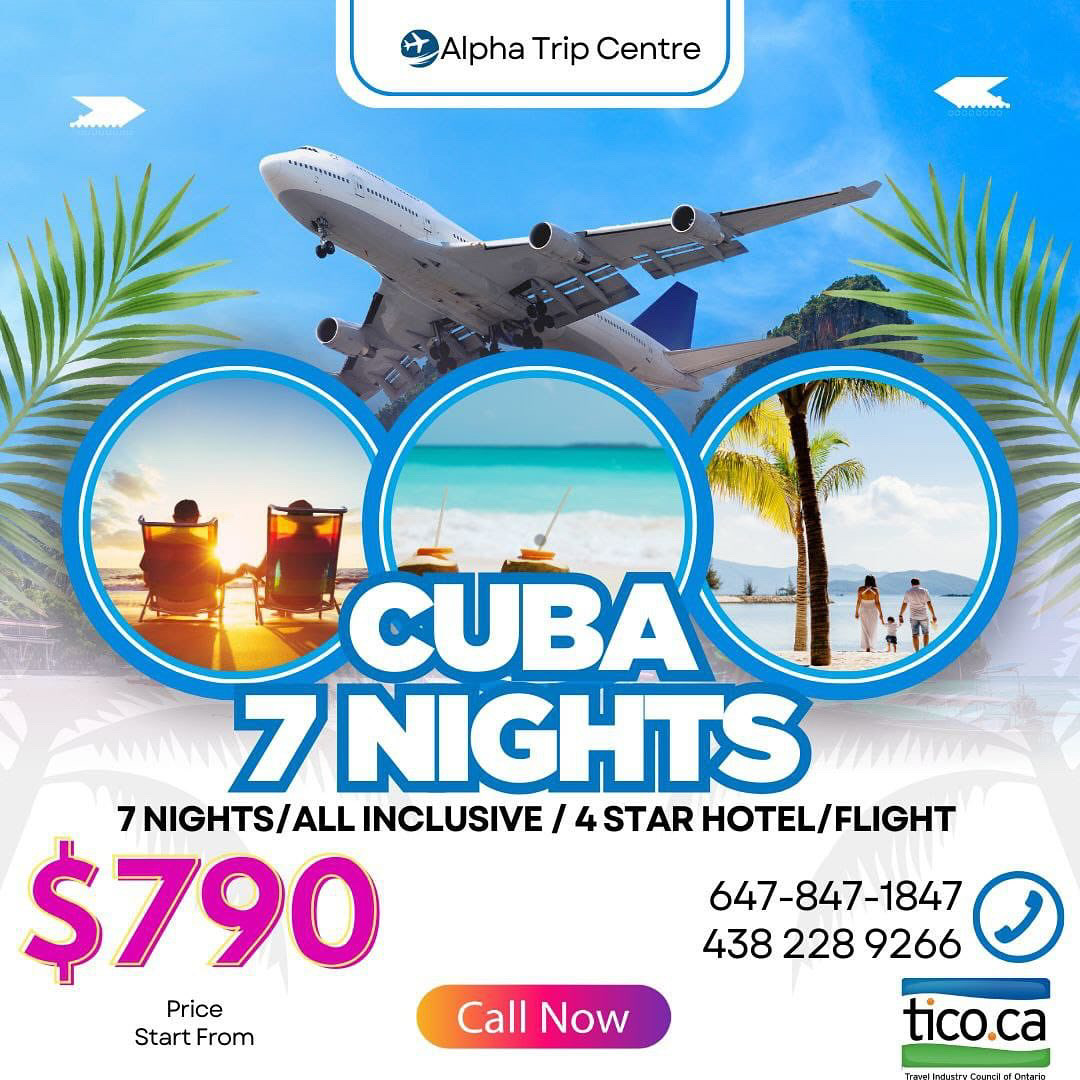 Alpha Trip Centre
CUBA
7 NIGHTS
7 NIGHTS/ALL INCLUSIVE / 4 STAR HOTEL/FLIGHT
$790
Price
Start From
Call Now
647-847-1847
438 228 9266
tico.ca
Travel Industry Council of Ontario